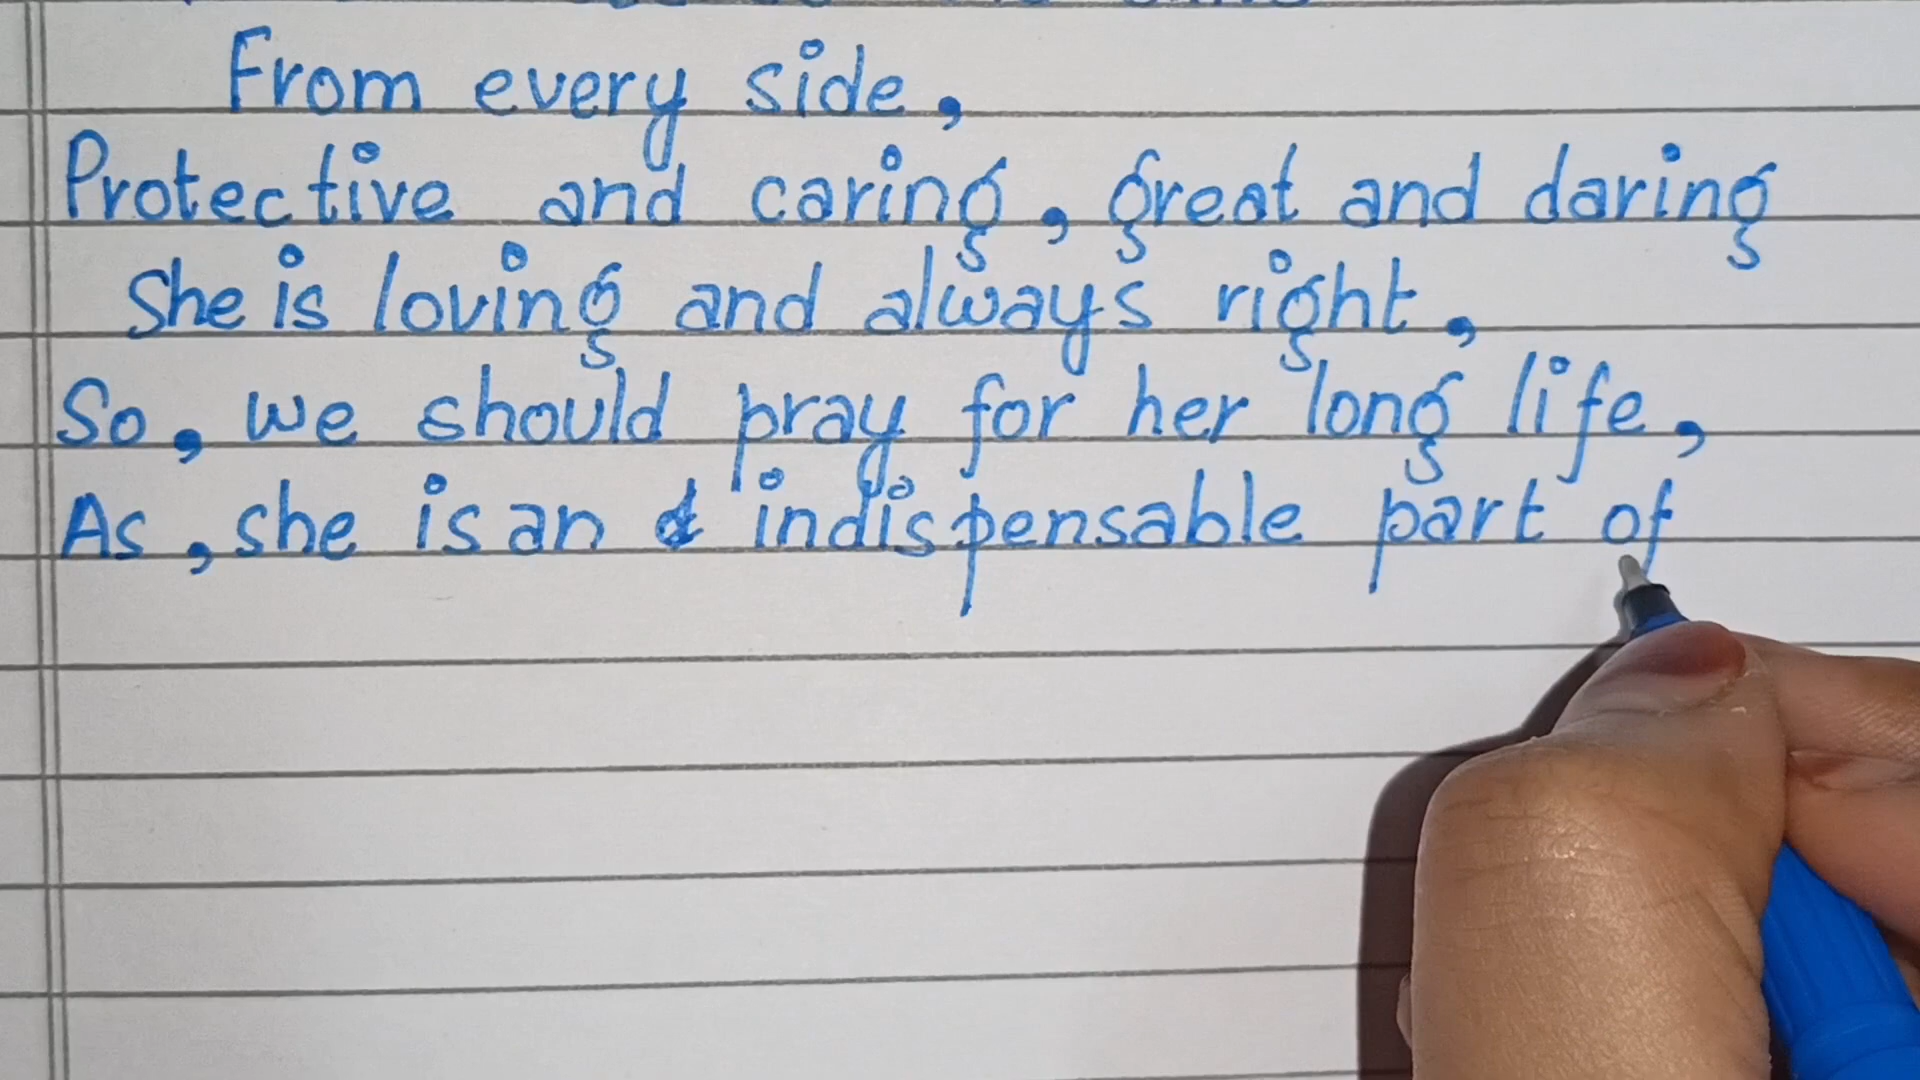 From every side,
Protective and caring, great and daring
She is loving and always right,
So, we should pray for her long life,
As, she is an indispensable part of